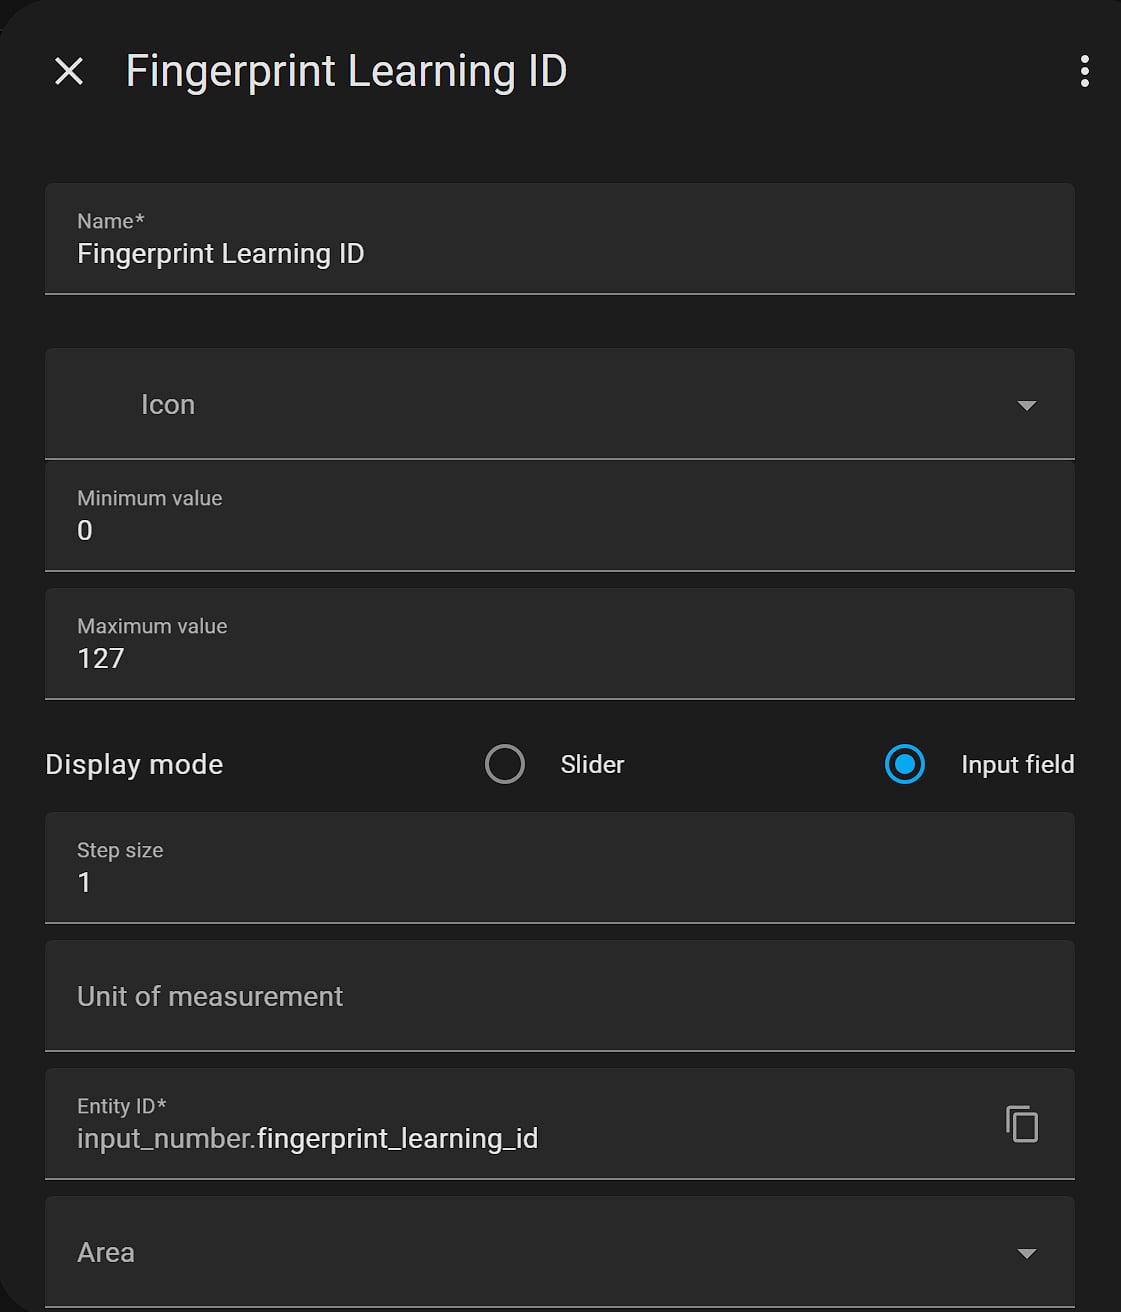 Fingerprint Learning ID
Name*
Fingerprint Learning ID
Icon
Minimum value
0
Maximum value
127
Display mode Slider Input field
Step size
1
Unit of measurement
Entity ID*
input_number.fingerprint_learning_id
Area